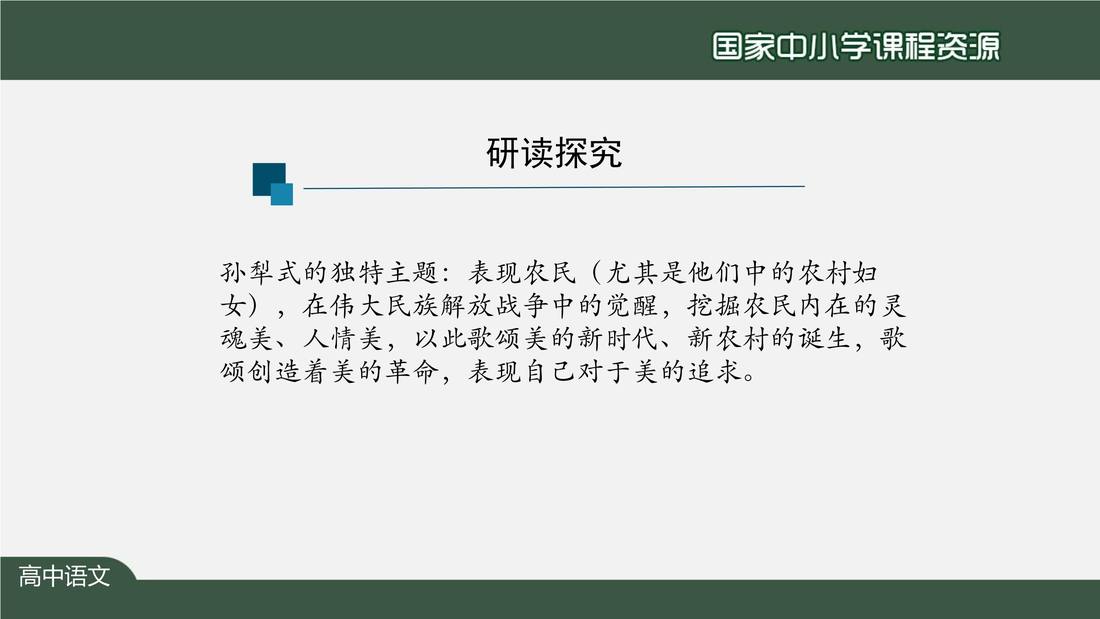 国家中小学课程资源
研读探究
孙犁式的独特主题：表现农民（尤其是他们中的农村妇
女），在伟大民族解放战争中的觉醒，挖掘农民内在的灵
魂美、人情美，以此歌颂美的新时代、新农村的诞生，歌
颂创造着美的革命，表现自己对于美的追求。
高中语文